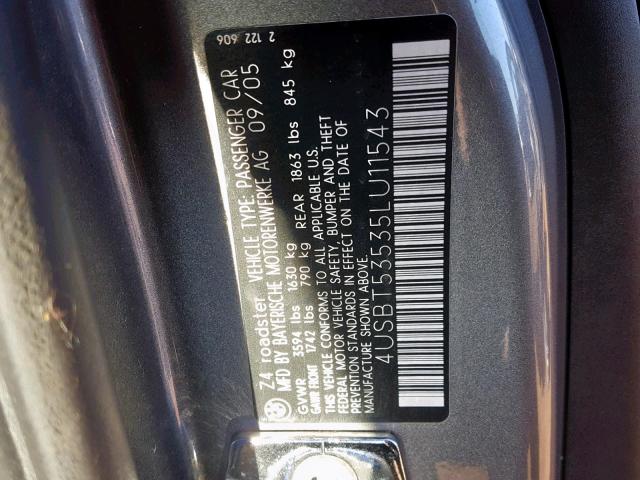 2 122 606
Z4 roadster VEHICLE TYPE: PASSENGER CAR
MFD BY BAYERISCHE MOTORENWERKE AG 09/05
GVWR 3594 lbs 1630 kg
GAWR FRONT 1742 lbs 790 kg REAR 1863 lbs 845 kg
THIS VEHICLE CONFORMS TO ALL APPLICABLE U.S.
FEDERAL MOTOR VEHICLE SAFETY, BUMPER AND THEFT
PREVENTION STANDARDS IN EFFECT ON THE DATE OF
MANUFACTURE SHOWN ABOVE.
4USBT53535LU11543